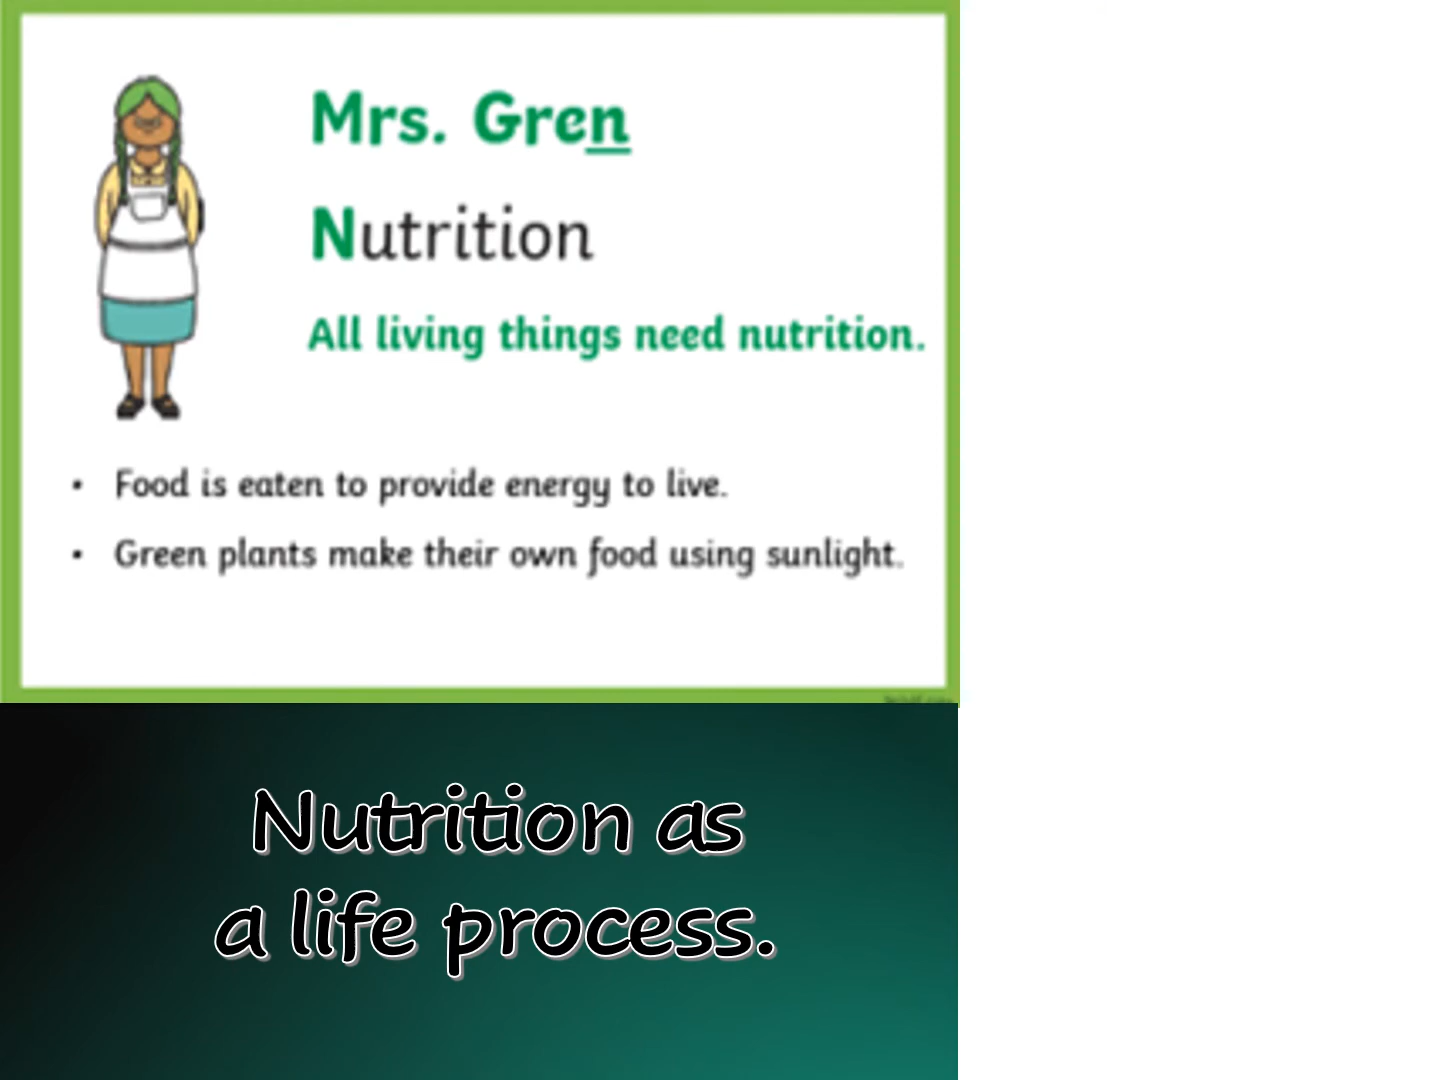 Mrs. Gren
Nutrition
All living things need nutrition.
• Food is eaten to provide energy to live.
• Green plants make their own food using sunlight.
Nutrition as
a life process.